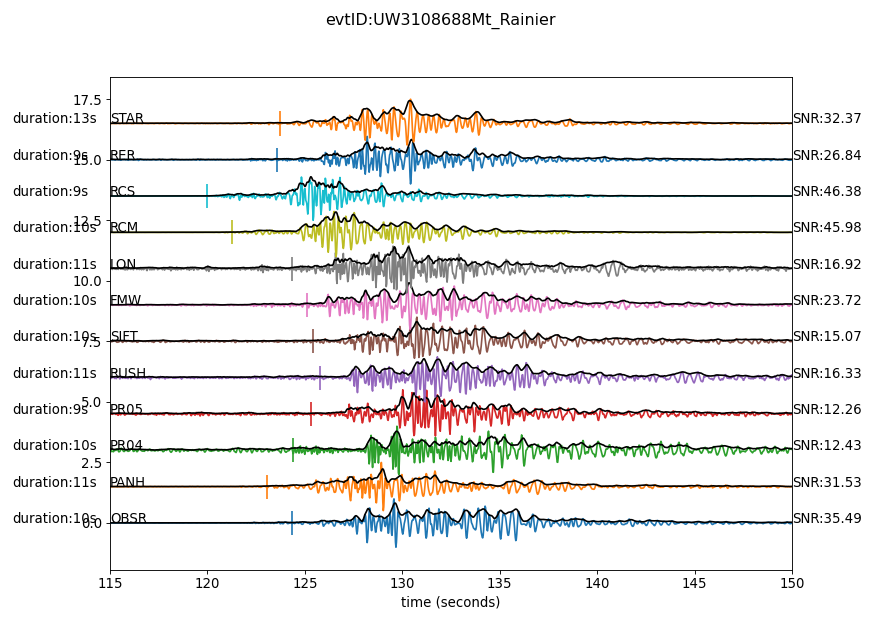 evtID:UW3108688Mt_Rainier
17.5
duration:13s STAR SNR:32.37
duration:9s RER SNR:26.84
15.0
duration:9s RCS SNR:46.38
12.5
duration:10s RCM SNR:45.98
duration:11s LON SNR:16.92
10.0
duration:10s FMW SNR:23.72
duration:10s SIFT SNR:15.07
7.5
duration:11s RUSH SNR:16.33
5.0
duration:9s PR05 SNR:12.26
duration:10s PR04 SNR:12.43
2.5
duration:11s PANH SNR:31.53
duration:10s OBSR SNR:35.49
0.0
115 120 125 130 135 140 145 150
time (seconds)